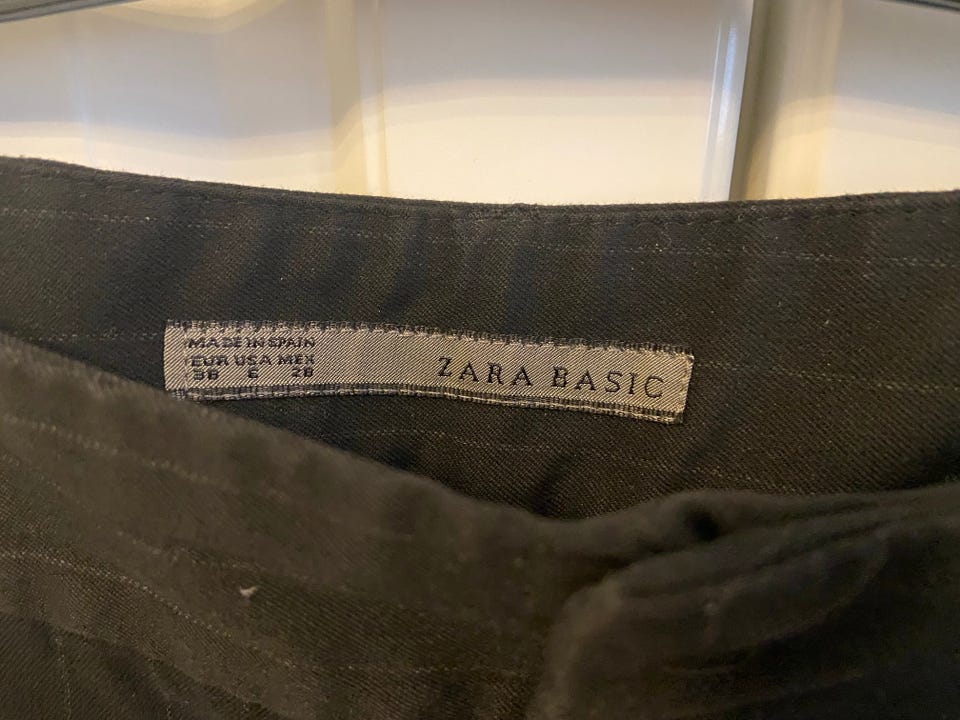 MADE IN SPAIN
EUR USA MEX
38 6 28
ZARA BASIC